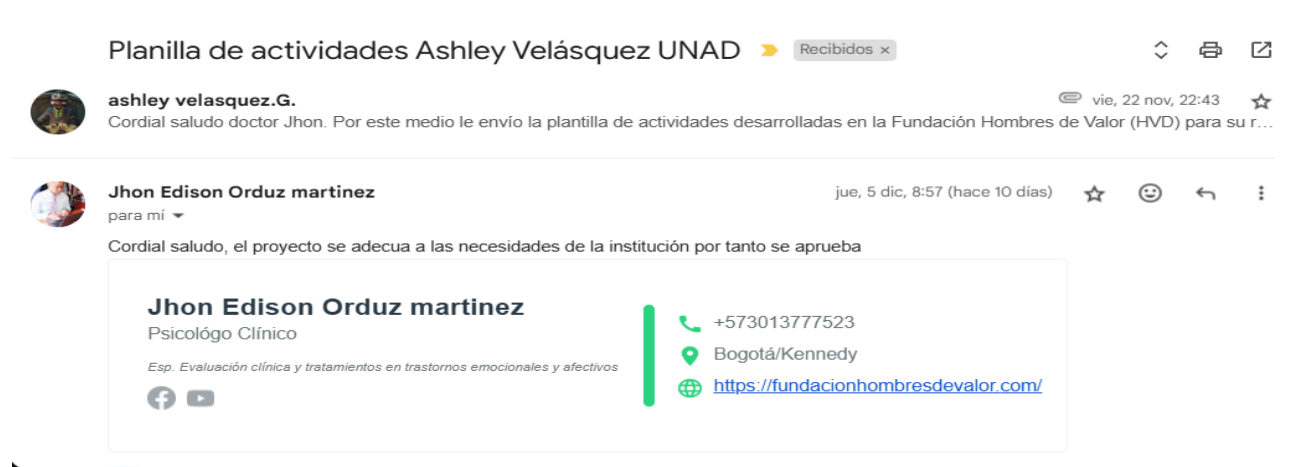 Planilla de actividades Ashley Velásquez UNAD Recibidos ×
ashley velasquez.G. vie, 22 nov, 22:43
Cordial saludo doctor Jhon. Por este medio le envío la plantilla de actividades desarrolladas en la Fundación Hombres de Valor (HVD) para su r…
Jhon Edison Orduz martinez jue, 5 dic, 8:57 (hace 10 días)
para mí
Cordial saludo, el proyecto se adecua a las necesidades de la institución por tanto se aprueba
Jhon Edison Orduz martinez
Psicológo Clínico
Esp. Evaluación clínica y tratamientos en trastornos emocionales y afectivos
+573013777523
Bogotá/Kennedy
https://fundacionhombresdevalor.com/